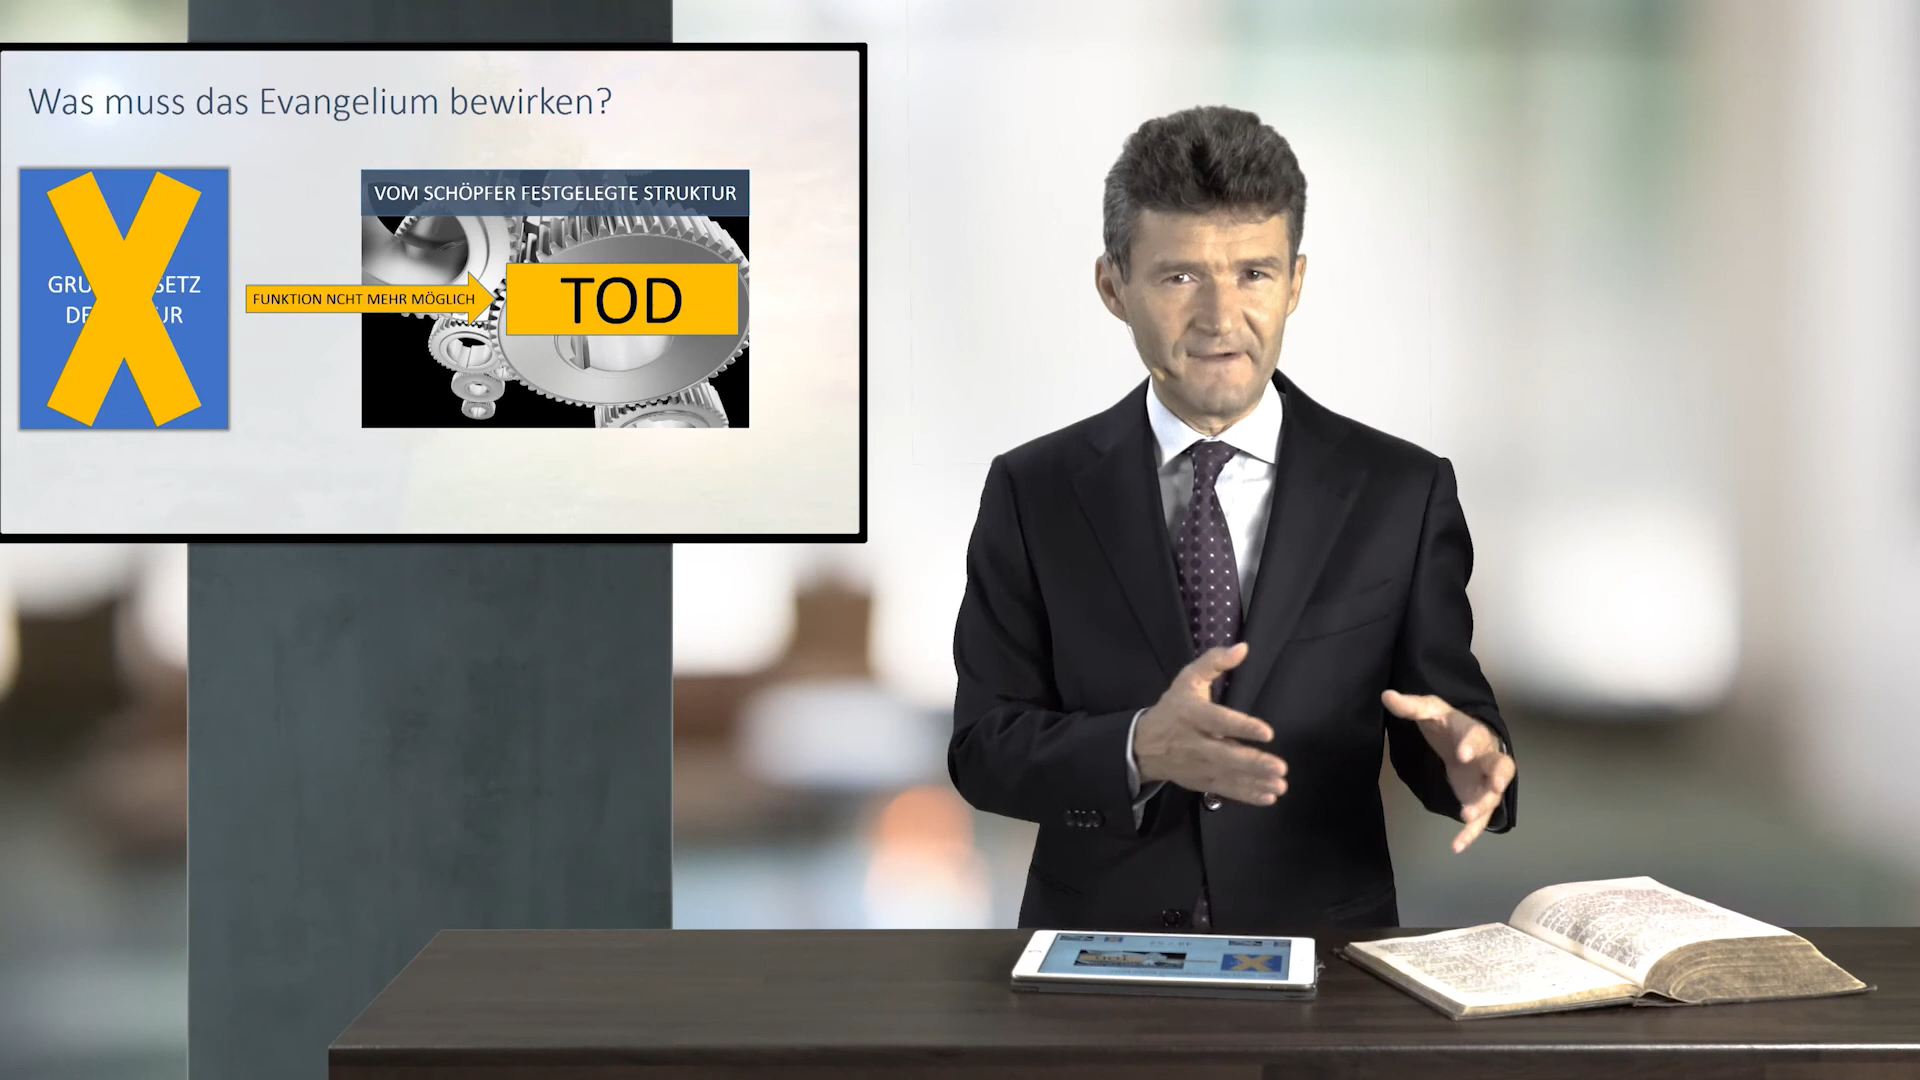 Was muss das Evangelium bewirken?
VOM SCHÖPFER FESTGELEGTE STRUKTUR
GRU SETZ
DE UR
FUNKTION NCHT MEHR MÖGLICH
TOD